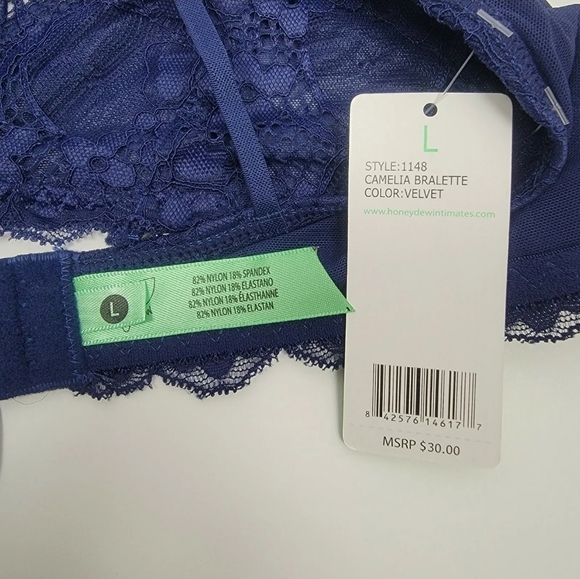 L
STYLE:1148
CAMELIA BRALETTE
COLOR:VELVET
www.honeydewintimates.com
8 42576 14617 7
MSRP $30.00
82% NYLON 18% SPANDEX
82% NYLON 18% ELASTANO
82% NYLON 18% ÉLASTHANNE
82% NYLON 18% ELASTAN
L